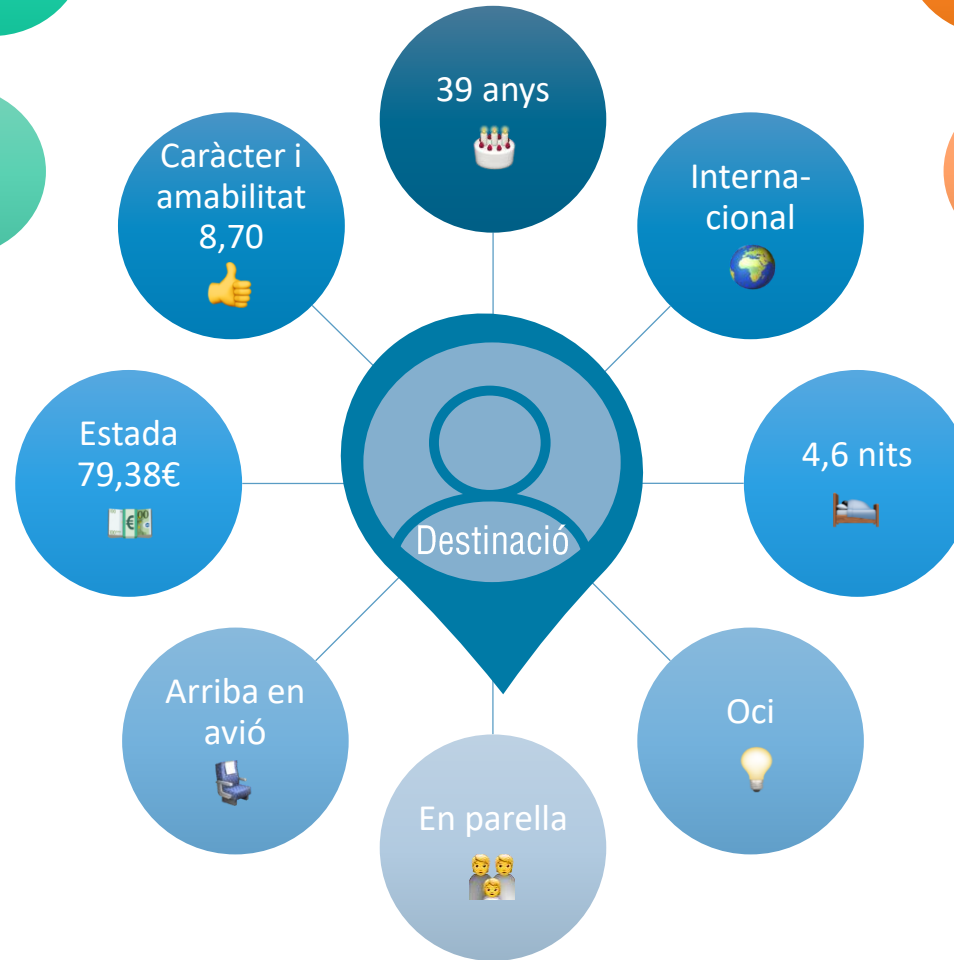 39 anys
Caràcter i
amabilitat
8,70
Interna-
cional
Estada
79,38€
4,6 nits
Destinació
Arriba en
avió
Oci
En parella